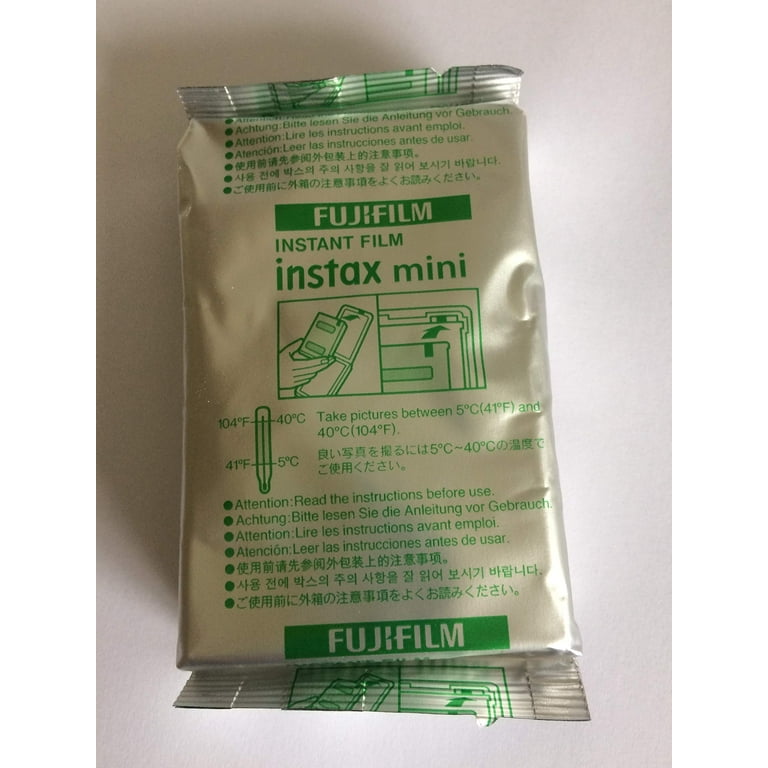 ● Achtung:Bitte lesen Sie die Anleitung vor Gebrauch.
● Attention:Lire les instructions avant emploi.
● Atención:Leer las instrucciones antes de usar.
● 使用前请先参阅外包装上的注意事项。
● 사용 전에 박스의 주의 사항을 잘 읽어 보시기 바랍니다.
● ご使用前に外箱の注意事項をよくお読みください。
FUJIFILM
INSTANT FILM
instax mini
104°F 40°C
41°F 5°C
Take pictures between 5°C(41°F) and
40°C(104°F).
良い写真を撮るには5°C~40°Cの温度で
ご使用ください。
● Attention:Read the instructions before use.
● Achtung:Bitte lesen Sie die Anleitung vor Gebrauch.
● Attention:Lire les instructions avant emploi.
● Atención:Leer las instrucciones antes de usar.
● 使用前请先参阅外包装上的注意事项。
● 사용 전에 박스의 주의 사항을 잘 읽어 보시기 바랍니다.
● ご使用前に外箱の注意事項をよくお読みください。
FUJIFILM